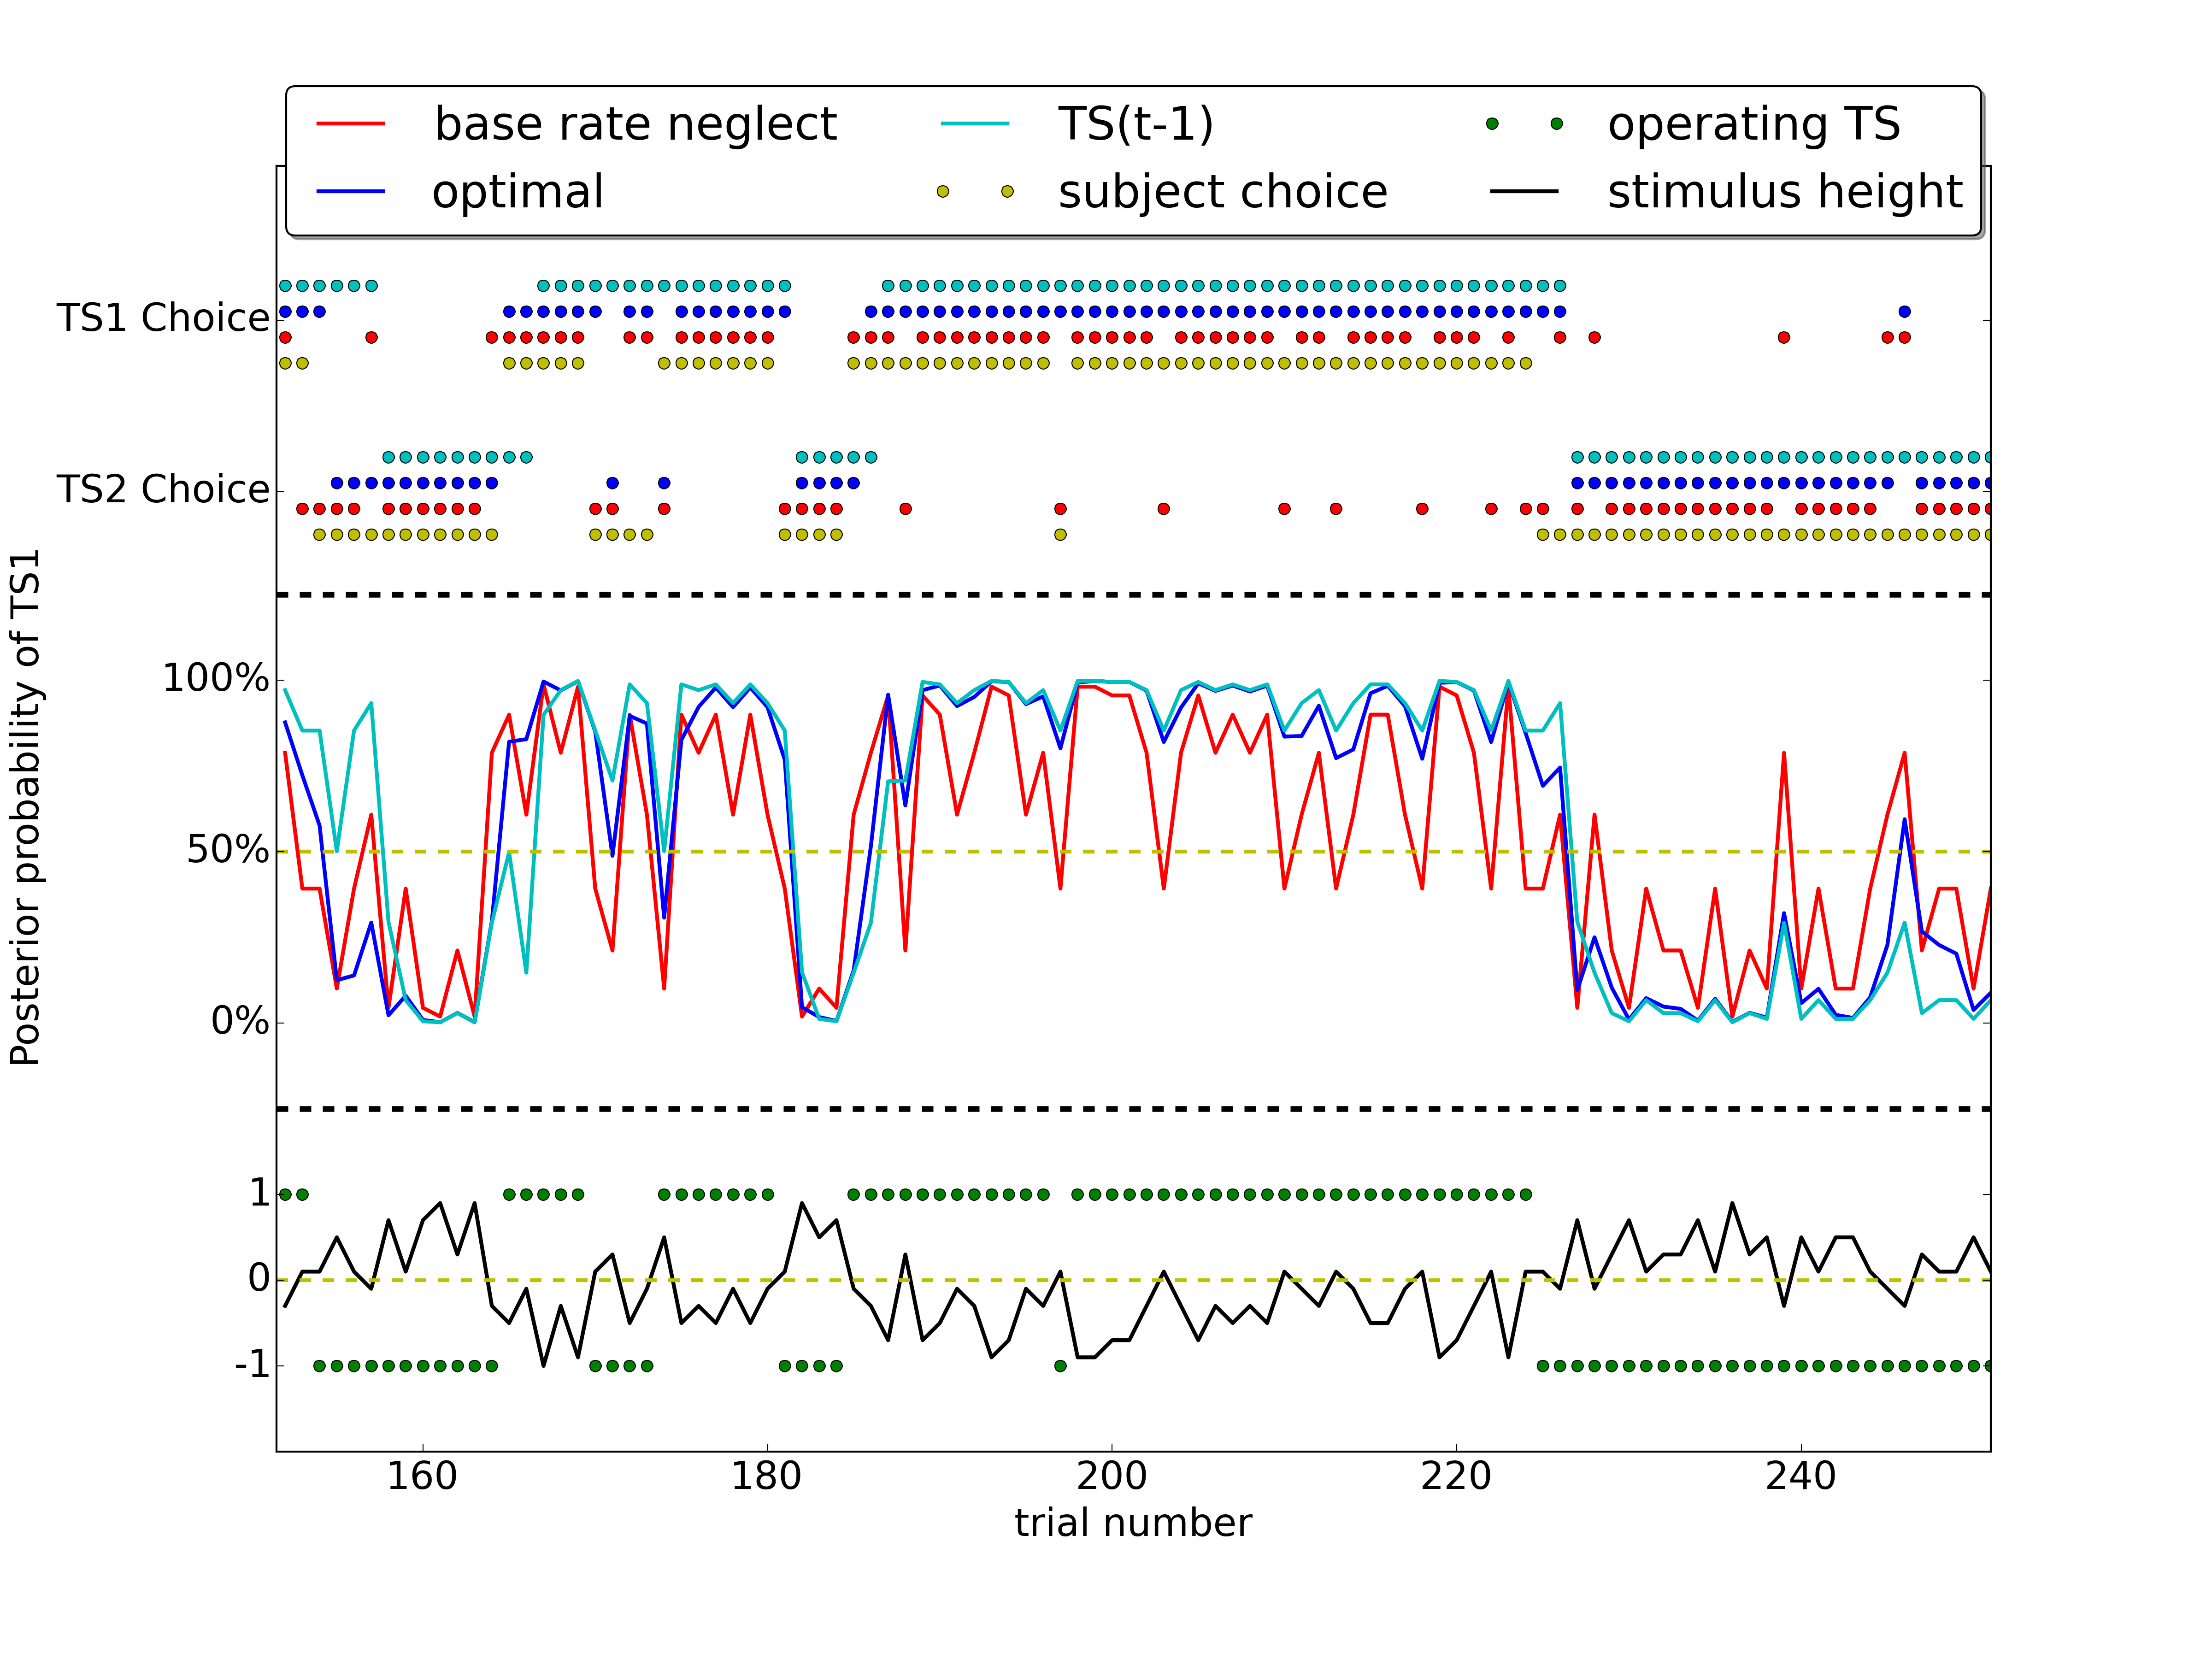 base rate neglect
optimal
TS(t-1)
subject choice
operating TS
stimulus height
TS1 Choice
TS2 Choice
Posterior probability of TS1
100%
50%
0%
1
0
-1
160 180 200 220 240
trial number